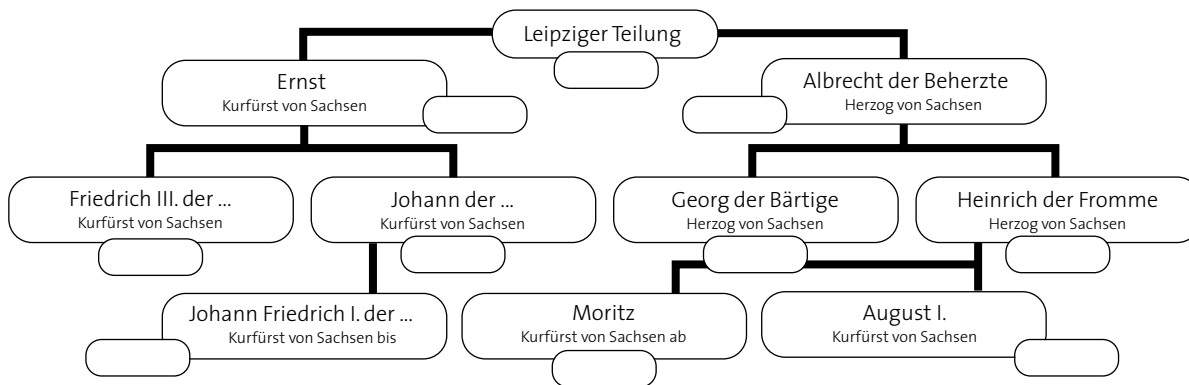 Leipziger Teilung
Ernst
Kurfürst von Sachsen
Albrecht der Beherzte
Herzog von Sachsen
Friedrich III. der ...
Kurfürst von Sachsen
Johann der ...
Kurfürst von Sachsen
Georg der Bärtige
Herzog von Sachsen
Heinrich der Fromme
Herzog von Sachsen
Johann Friedrich I. der ...
Kurfürst von Sachsen bis
Moritz
Kurfürst von Sachsen ab
August I.
Kurfürst von Sachsen